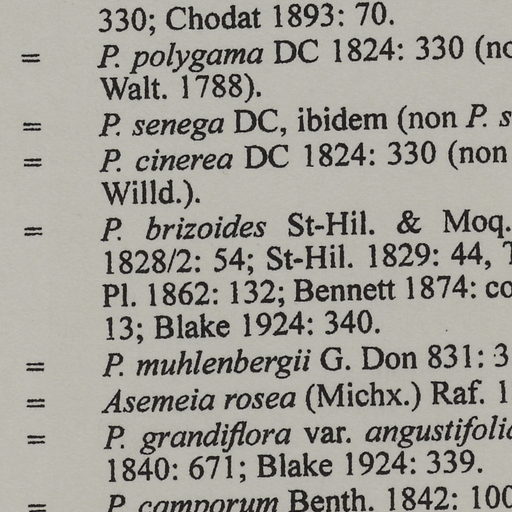 330; Chodat 1893: 70.
= P. polygama DC 1824: 330 (no
Walt. 1788).
= P. senega DC, ibidem (non P. s
= P. cinerea DC 1824: 330 (non
Willd.).
= P. brizoides St-Hil. & Moq.
1828/2: 54; St-Hil. 1829: 44, T
Pl. 1862: 132; Bennett 1874: co
13; Blake 1924: 340.
= P. muhlenbergii G. Don 831: 3
= Asemeia rosea (Michx.) Raf. 1
= P. grandiflora var. angustifolia
1840: 671; Blake 1924: 339.
= P. camporum Benth. 1842: 100